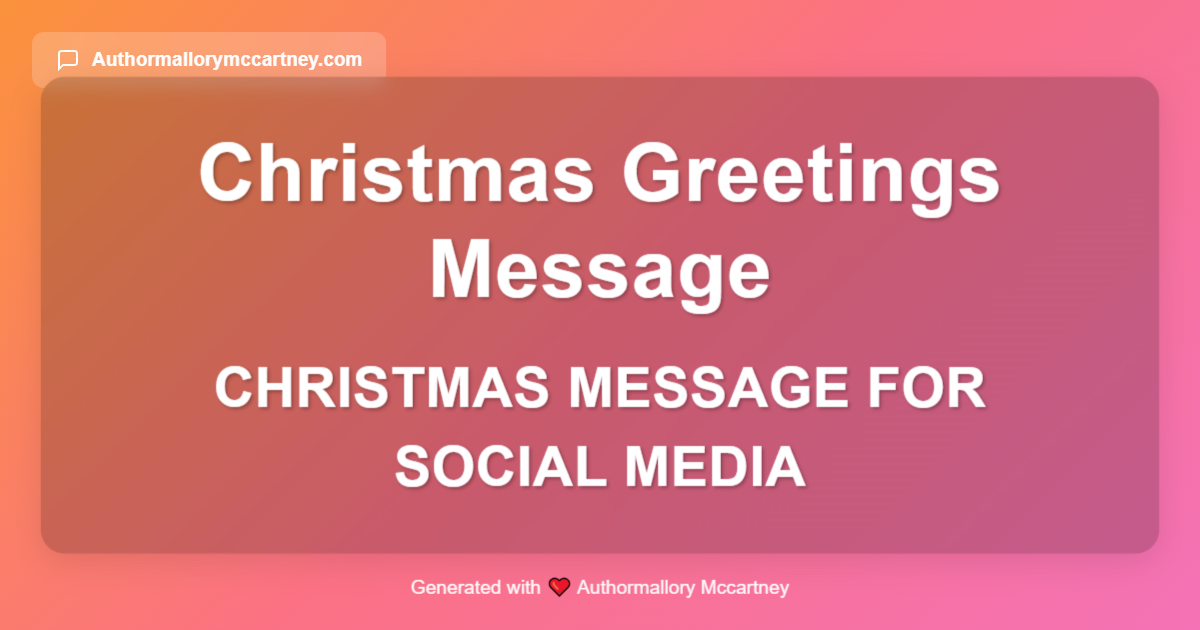 Authormallorymccartney.com
Christmas Greetings
Message
CHRISTMAS MESSAGE FOR
SOCIAL MEDIA
Generated with ❤️ Authormallory Mccartney